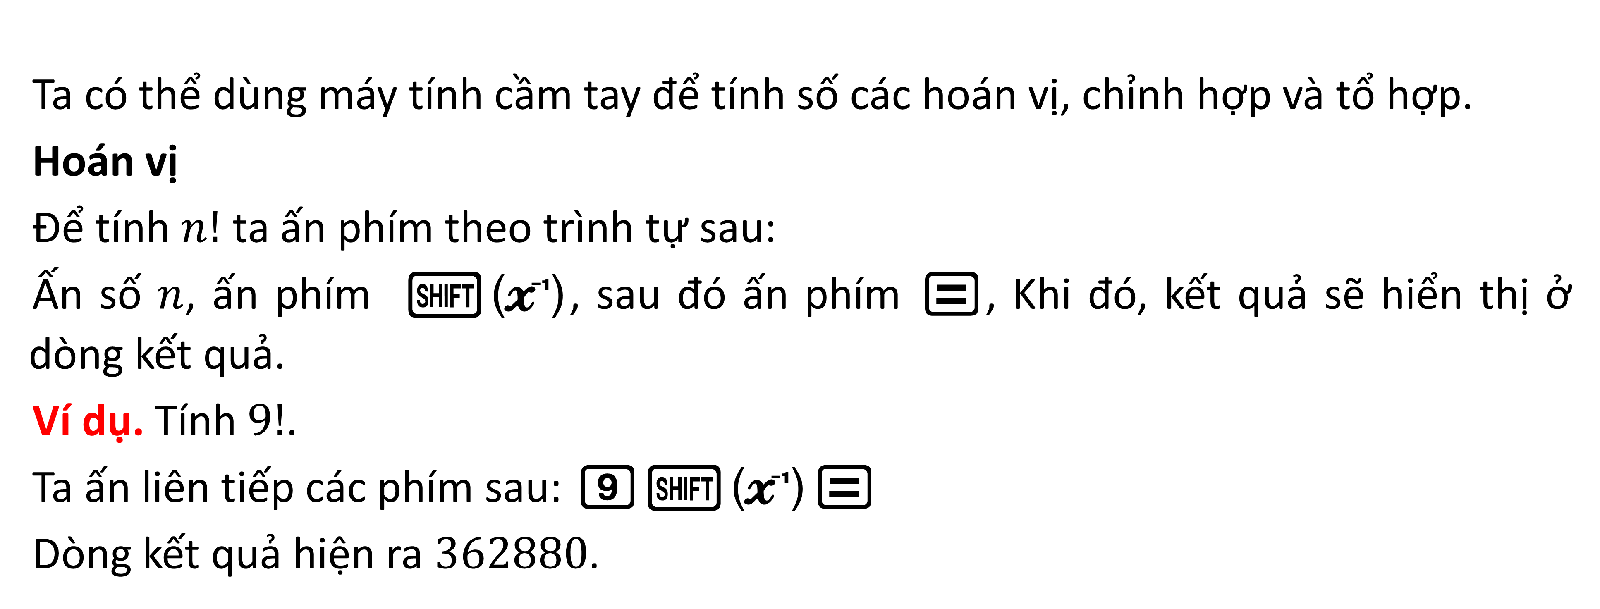 Ta có thể dùng máy tính cầm tay để tính số các hoán vị, chỉnh hợp và tổ hợp.
Hoán vị
Để tính n! ta ấn phím theo trình tự sau:
Ấn số n, ấn phím SHIFT (x⁻¹), sau đó ấn phím =, Khi đó, kết quả sẽ hiển thị ở
dòng kết quả.
Ví dụ. Tính 9!.
Ta ấn liên tiếp các phím sau: 9 SHIFT (x⁻¹) =
Dòng kết quả hiện ra 362880.